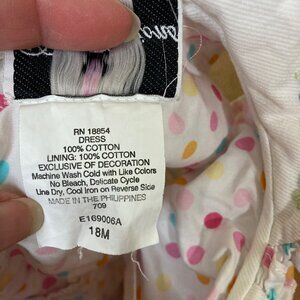 RN 18854
DRESS
100% COTTON
LINING: 100% COTTON
EXCLUSIVE OF DECORATION
Machine Wash Cold with Like Colors
No Bleach, Delicate Cycle
Line Dry, Cool Iron on Reverse Side
MADE IN THE PHILIPPINES
709
E169006A
18M